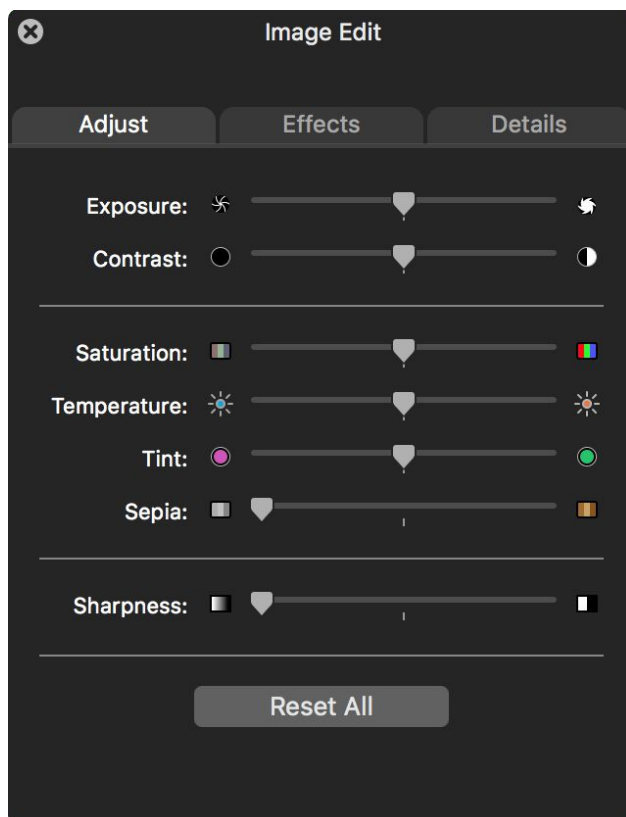 Image Edit
Adjust Effects Details
Exposure:
Contrast:
Saturation:
Temperature:
Tint:
Sepia:
Sharpness:
Reset All